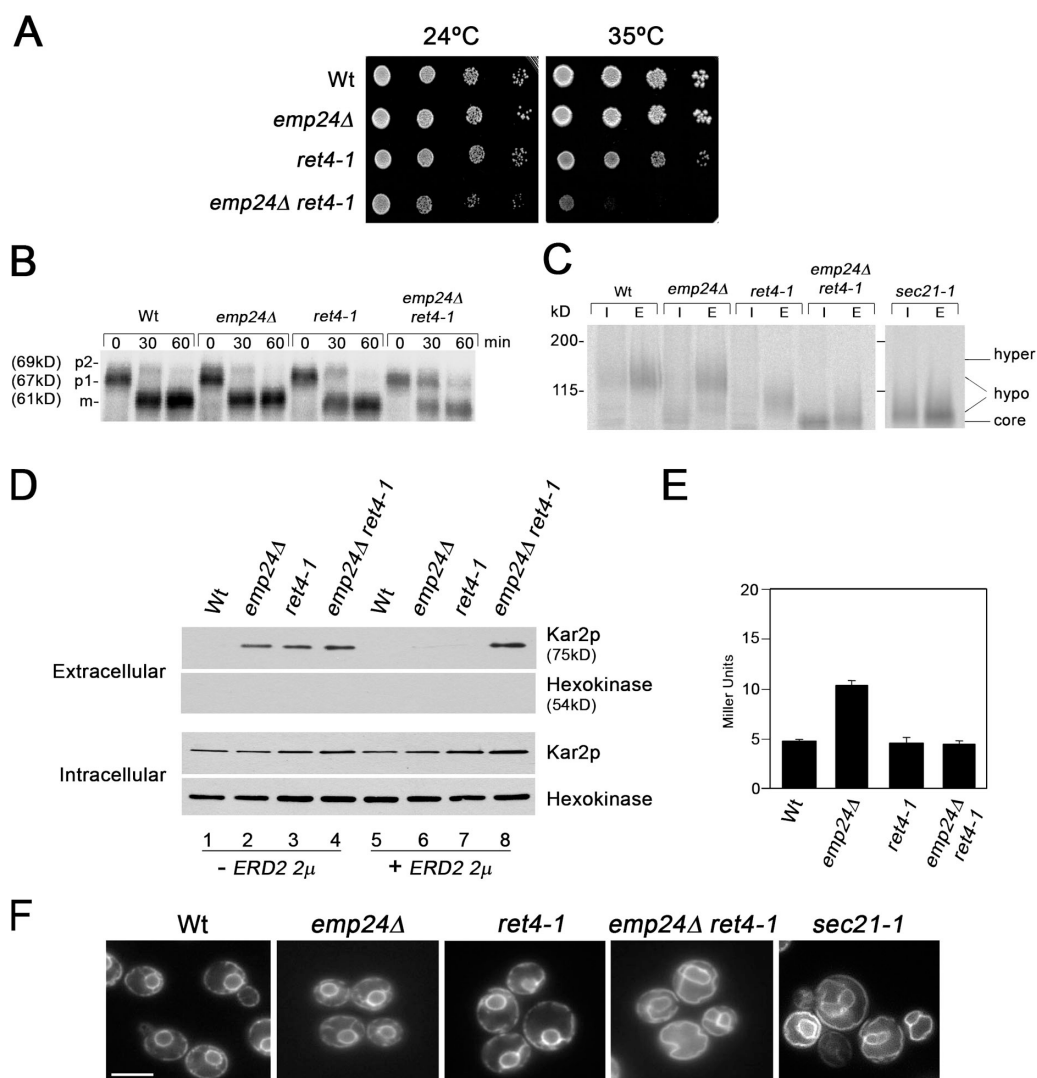 A
24ºC 35ºC
Wt
emp24Δ
ret4-1
emp24Δ ret4-1
B
Wt emp24Δ ret4-1 emp24Δ ret4-1
0 30 60 0 30 60 0 30 60 0 30 60 min
(69kD) p2-
(67kD) p1-
(61kD) m-
C
Wt emp24Δ ret4-1 emp24Δ ret4-1 sec21-1
kD I E I E I E I E I E
200-
115-
hyper
hypo
core
D
Wt emp24Δ ret4-1 emp24Δ ret4-1 Wt emp24Δ ret4-1 emp24Δ ret4-1
Extracellular
Kar2p
(75kD)
Hexokinase
(54kD)
Intracellular
Kar2p
Hexokinase
1 2 3 4 5 6 7 8
- ERD2 2μ + ERD2 2μ
E
Miller Units
20
15
10
5
0
Wt emp24Δ ret4-1 emp24Δ ret4-1
F
Wt emp24Δ ret4-1 emp24Δ ret4-1 sec21-1